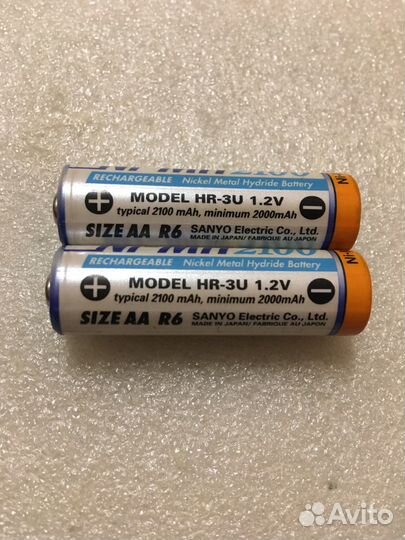 RECHARGEABLE Nickel Metal Hydride Battery
MODEL HR-3U 1.2V
typical 2100 mAh, minimum 2000mAh
SIZE AA R6 SANYO Electric Co., Ltd.
MADE IN JAPAN/ FABRIQUE AU JAPON
2100
RECHARGEABLE Nickel Metal Hydride Battery
MODEL HR-3U 1.2V
typical 2100 mAh, minimum 2000mAh
SIZE AA R6 SANYO Electric Co., Ltd.
MADE IN JAPAN/ FABRIQUE AU JAPON
Avito